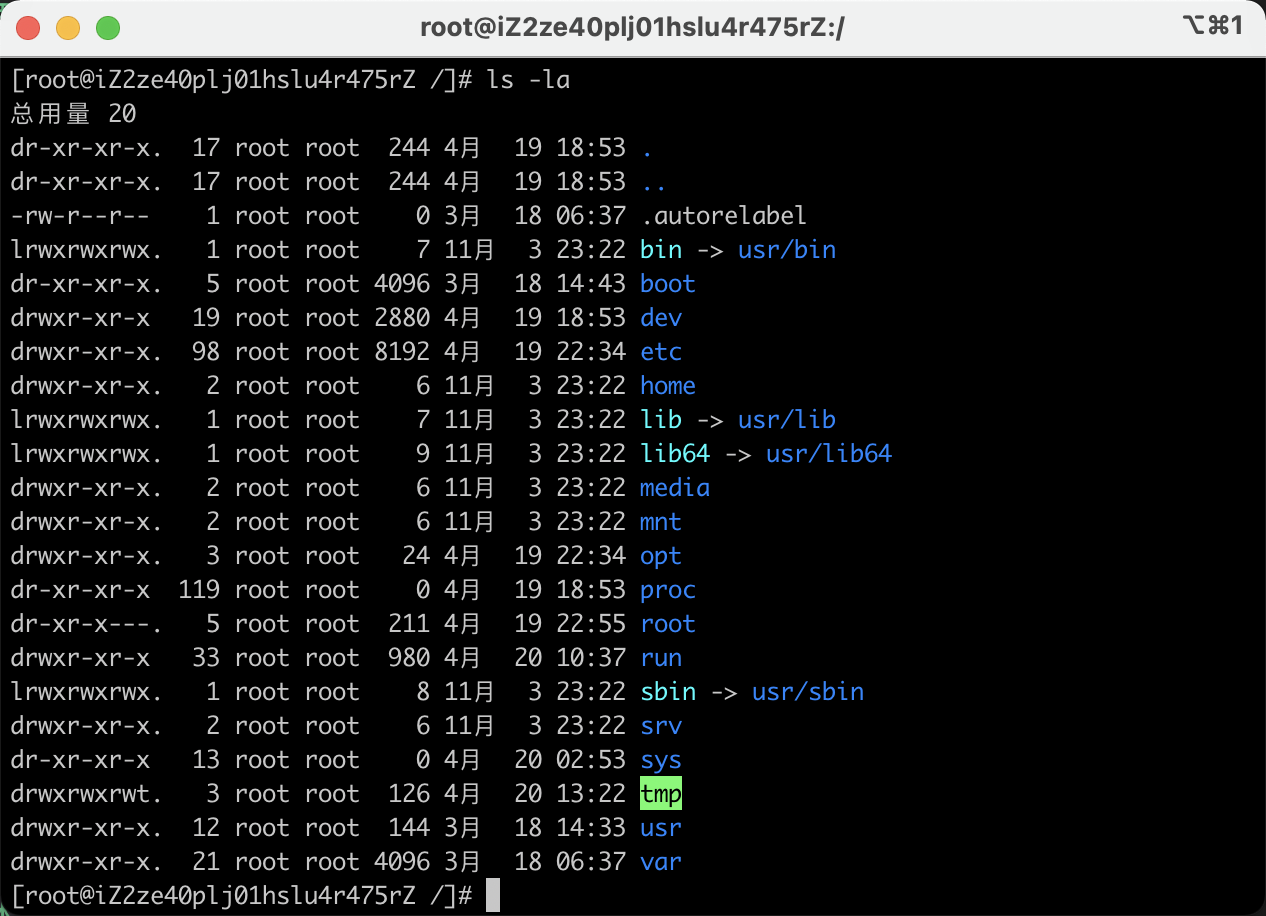 root@iZ2ze40plj01hslu4r475rZ:/ ⌥⌘1
[root@iZ2ze40plj01hslu4r475rZ /]# ls -la
总用量 20
dr-xr-xr-x.  17 root root  244 4月  19 18:53 .
dr-xr-xr-x.  17 root root  244 4月  19 18:53 ..
-rw-r--r--    1 root root    0 3月  18 06:37 .autorelabel
lrwxrwxrwx.   1 root root    7 11月  3 23:22 bin -> usr/bin
dr-xr-xr-x.   5 root root 4096 3月  18 14:43 boot
drwxr-xr-x   19 root root 2880 4月  19 18:53 dev
drwxr-xr-x.  98 root root 8192 4月  19 22:34 etc
drwxr-xr-x.   2 root root    6 11月  3 23:22 home
lrwxrwxrwx.   1 root root    7 11月  3 23:22 lib -> usr/lib
lrwxrwxrwx.   1 root root    9 11月  3 23:22 lib64 -> usr/lib64
drwxr-xr-x.   2 root root    6 11月  3 23:22 media
drwxr-xr-x.   2 root root    6 11月  3 23:22 mnt
drwxr-xr-x.   3 root root   24 4月  19 22:34 opt
dr-xr-xr-x  119 root root    0 4月  19 18:53 proc
dr-xr-x---.   5 root root  211 4月  19 22:55 root
drwxr-xr-x   33 root root  980 4月  20 10:37 run
lrwxrwxrwx.   1 root root    8 11月  3 23:22 sbin -> usr/sbin
drwxr-xr-x.   2 root root    6 11月  3 23:22 srv
dr-xr-xr-x   13 root root    0 4月  20 02:53 sys
drwxrwxrwt.   3 root root  126 4月  20 13:22 tmp
drwxr-xr-x.  12 root root  144 3月  18 14:33 usr
drwxr-xr-x.  21 root root 4096 3月  18 06:37 var
[root@iZ2ze40plj01hslu4r475rZ /]#